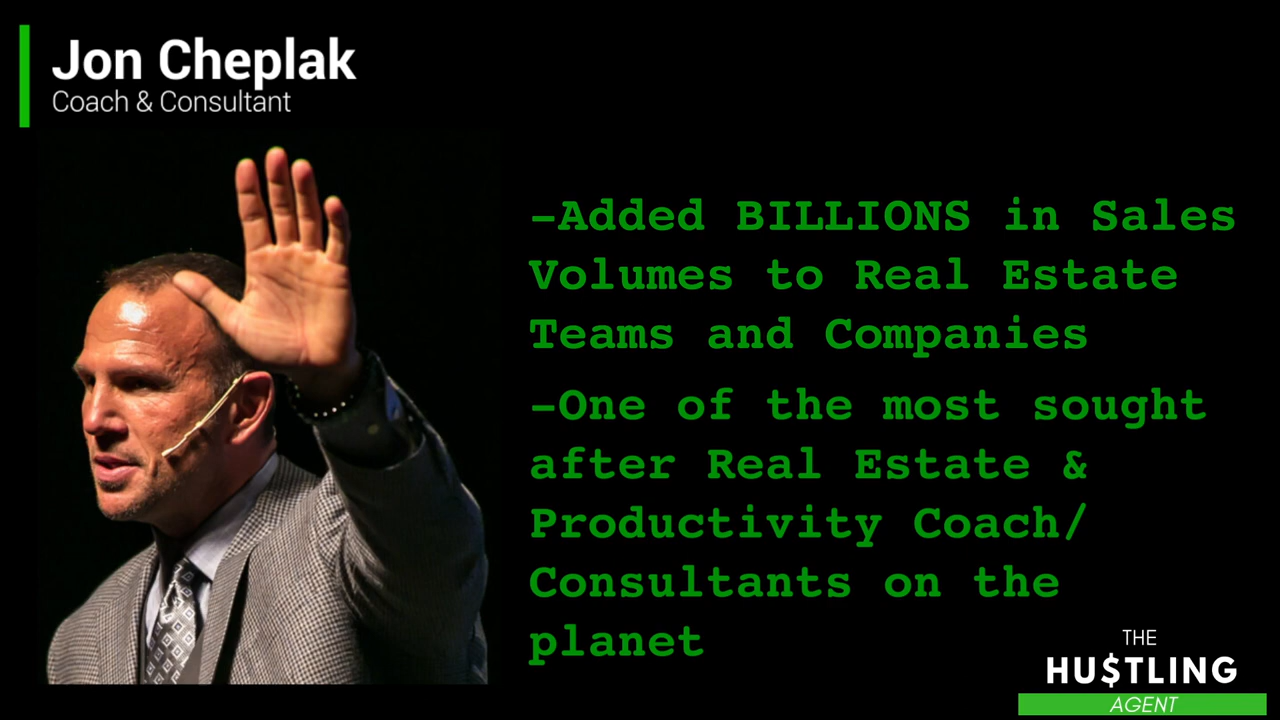 Jon Cheplak
Coach & Consultant
-Added BILLIONS in Sales
Volumes to Real Estate
Teams and Companies
-One of the most sought
after Real Estate &
Productivity Coach/
Consultants on the
planet
THE
HU$TLING
AGENT